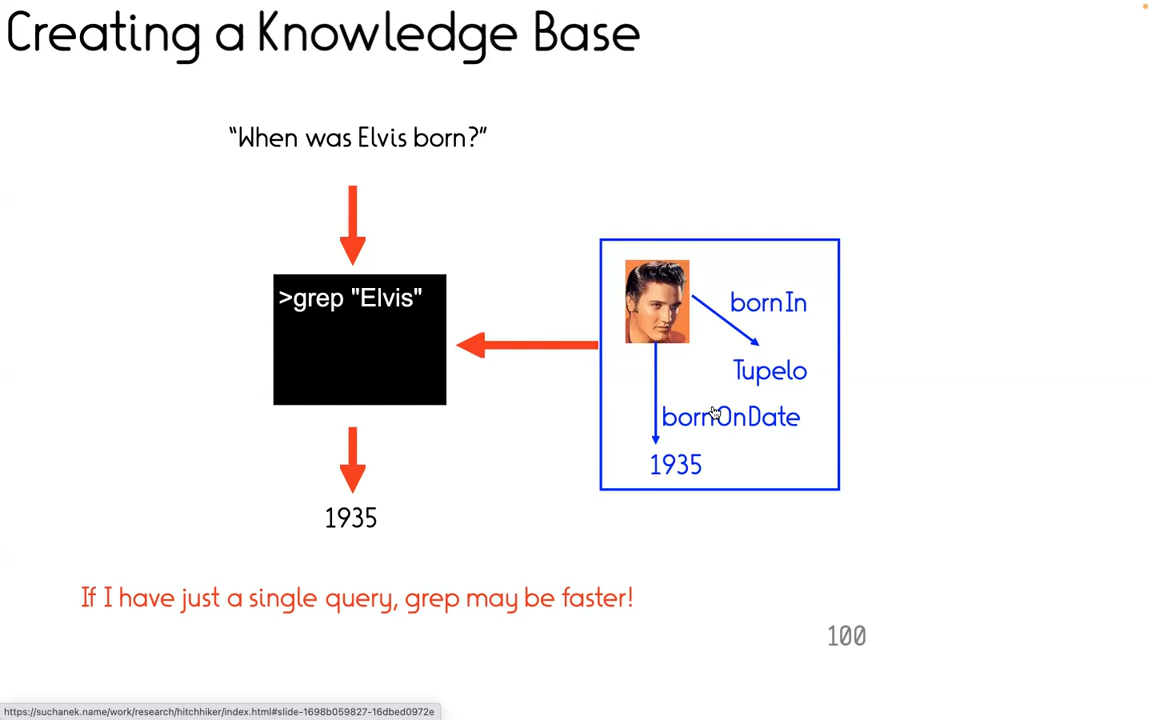 Creating a Knowledge Base
“When was Elvis born?”
>grep "Elvis"
bornIn
Tupelo
bornOnDate
1935
1935
If I have just a single query, grep may be faster!
100
https://suchanek.name/work/research/hitchhiker/index.html#slide-1698b059827-16dbed0972e